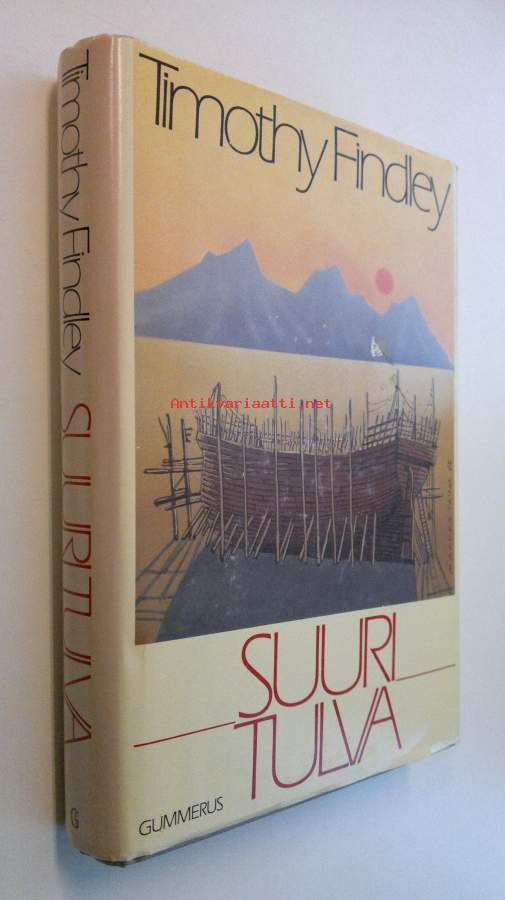 Timothy Findley
SUURI
TULVA
GUMMERUS
Timothy Findley SUURI TULVA
G
Antikvariaatti.net